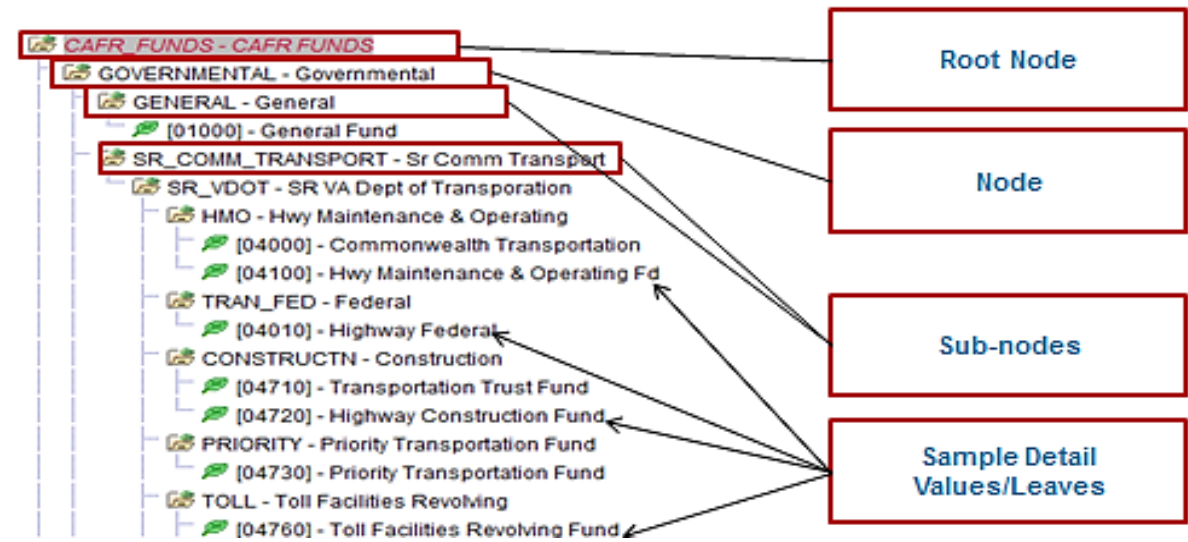 CAFR_FUNDS - CAFR FUNDS
GOVERNMENTAL - Governmental
GENERAL - General
[01000] - General Fund
SR_COMM_TRANSPORT - Sr Comm Transport
SR_VDOT - SR VA Dept of Transporation
HMO - Hwy Maintenance & Operating
[04000] - Commonwealth Transportation
[04100] - Hwy Maintenance & Operating Fd
TRAN_FED - Federal
[04010] - Highway Federal
CONSTRUCTN - Construction
[04710] - Transportation Trust Fund
[04720] - Highway Construction Fund
PRIORITY - Priority Transportation Fund
[04730] - Priority Transportation Fund
TOLL - Toll Facilities Revolving
[04760] - Toll Facilities Revolving Fund
Root Node
Node
Sub-nodes
Sample Detail
Values/Leaves